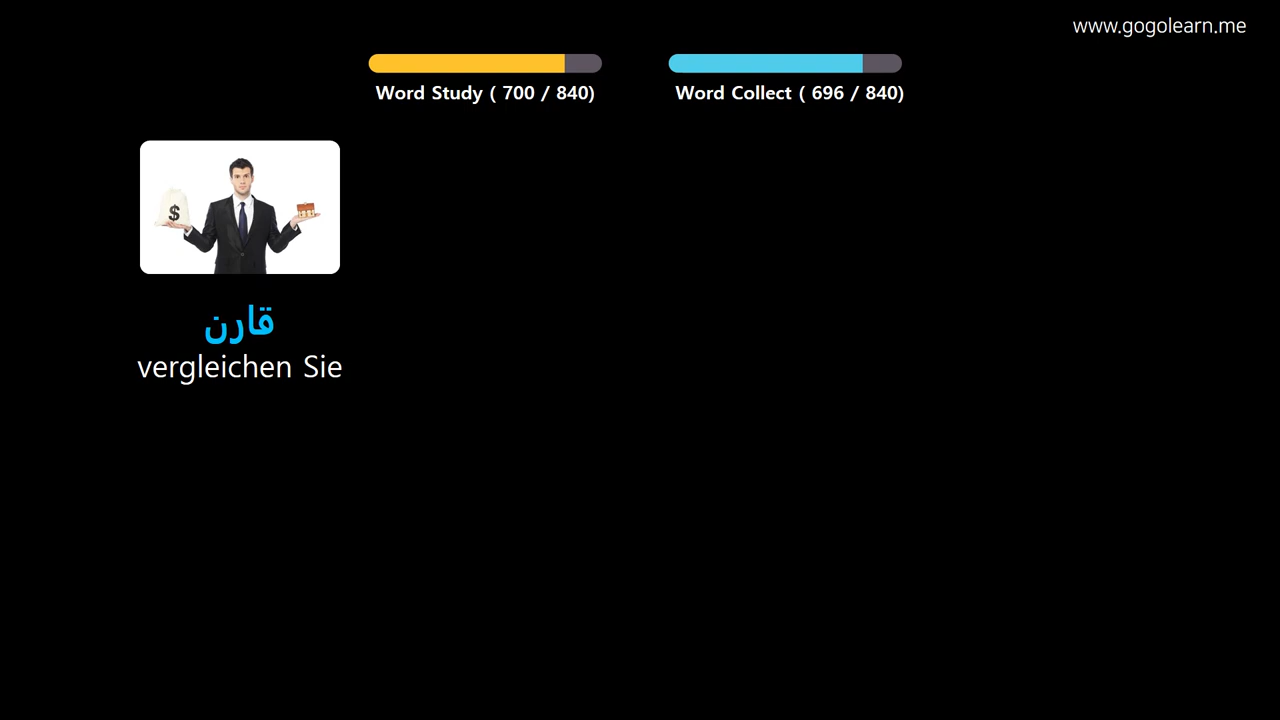 www.gogolearn.me
Word Study ( 700 / 840)
Word Collect ( 696 / 840)
$
قارن
vergleichen Sie